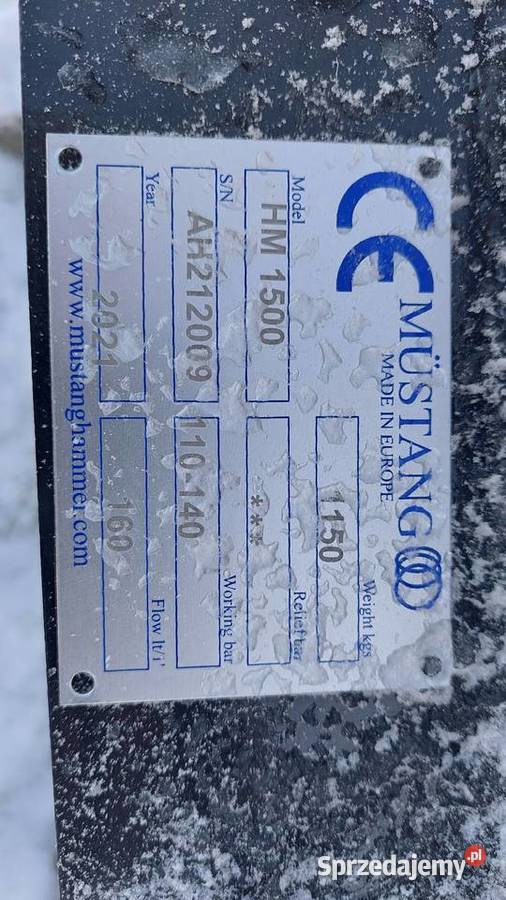 MÜSTANG
CE
MADE IN EUROPE
Weight kgs
1150
Model
Relief bar
HM 1500
***
S/N
Working bar
AH212009
110-140
Year
Flow lt/1'
2021
160
www.mustanghammer.com
Sprzedajemy.pl